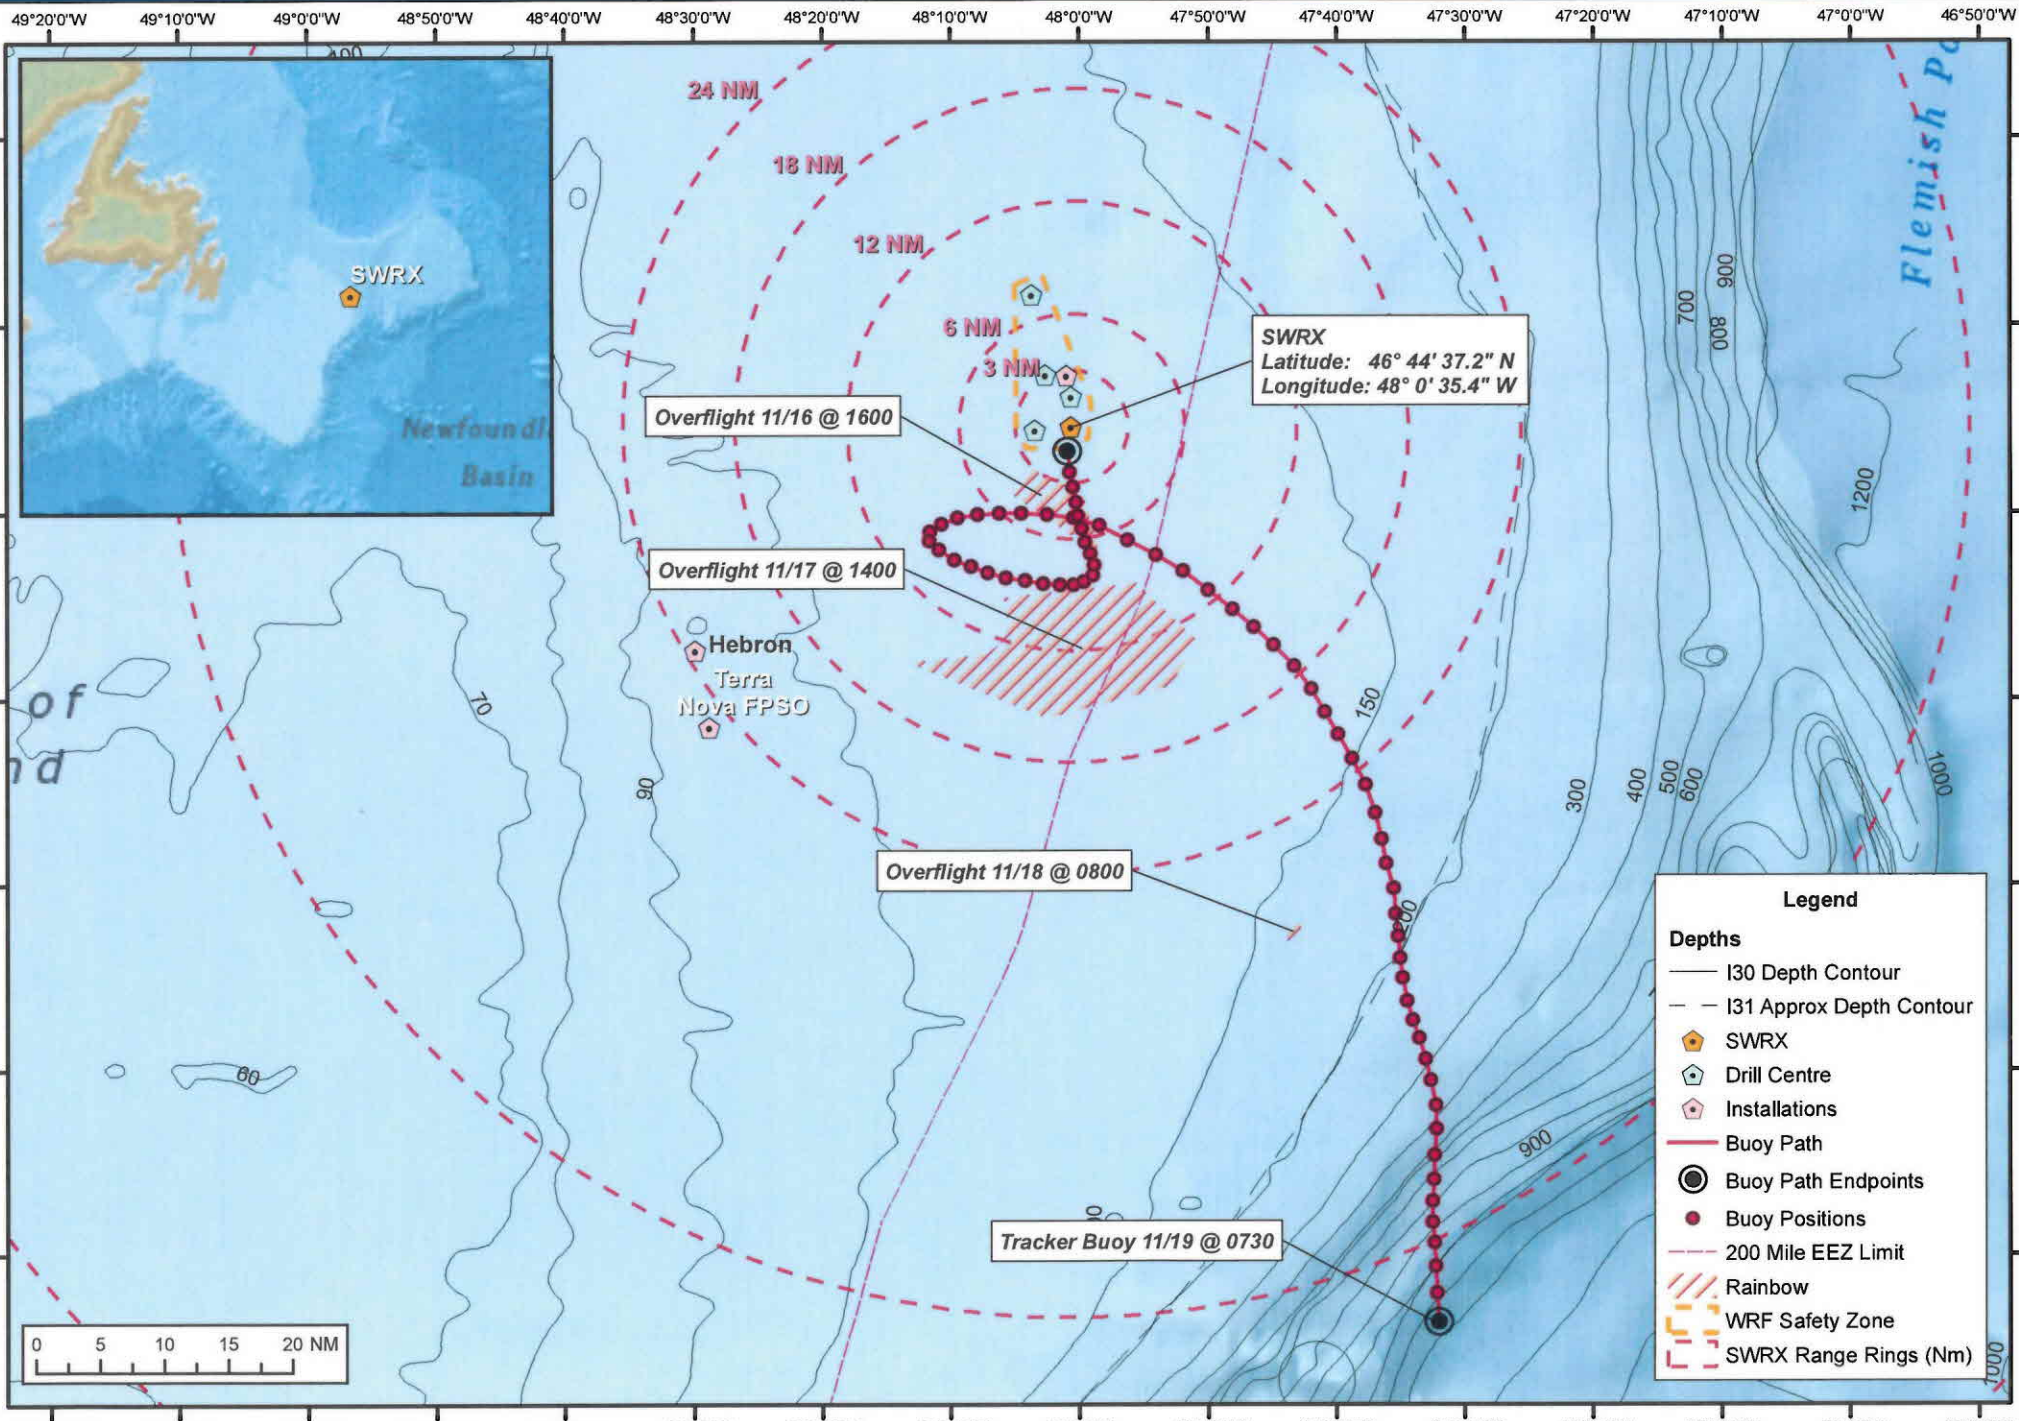 49°20'0"W 49°10'0"W 49°0'0"W 48°50'0"W 48°40'0"W 48°30'0"W 48°20'0"W 48°10'0"W 48°0'0"W 47°50'0"W 47°40'0"W 47°30'0"W 47°20'0"W 47°10'0"W 47°0'0"W 46°50'0"W
100
SWRX
Newfoundl
Basin
24 NM
18 NM
12 NM
6 NM
3 NM
Flemish
SWRX
Latitude: 46° 44' 37.2" N
Longitude: 48° 0' 35.4" W
Overflight 11/16 @ 1600
Overflight 11/17 @ 1400
Hebron
Terra
Nova FPSO
Overflight 11/18 @ 0800
Tracker Buoy 11/19 @ 0730
of
nd
70
90
60
150
200
300
400
500
600
700
800
900
1200
1000
900
1000
0 5 10 15 20 NM
Legend
Depths
I30 Depth Contour
I31 Approx Depth Contour
SWRX
Drill Centre
Installations
Buoy Path
Buoy Path Endpoints
Buoy Positions
200 Mile EEZ Limit
Rainbow
WRF Safety Zone
SWRX Range Rings (Nm)